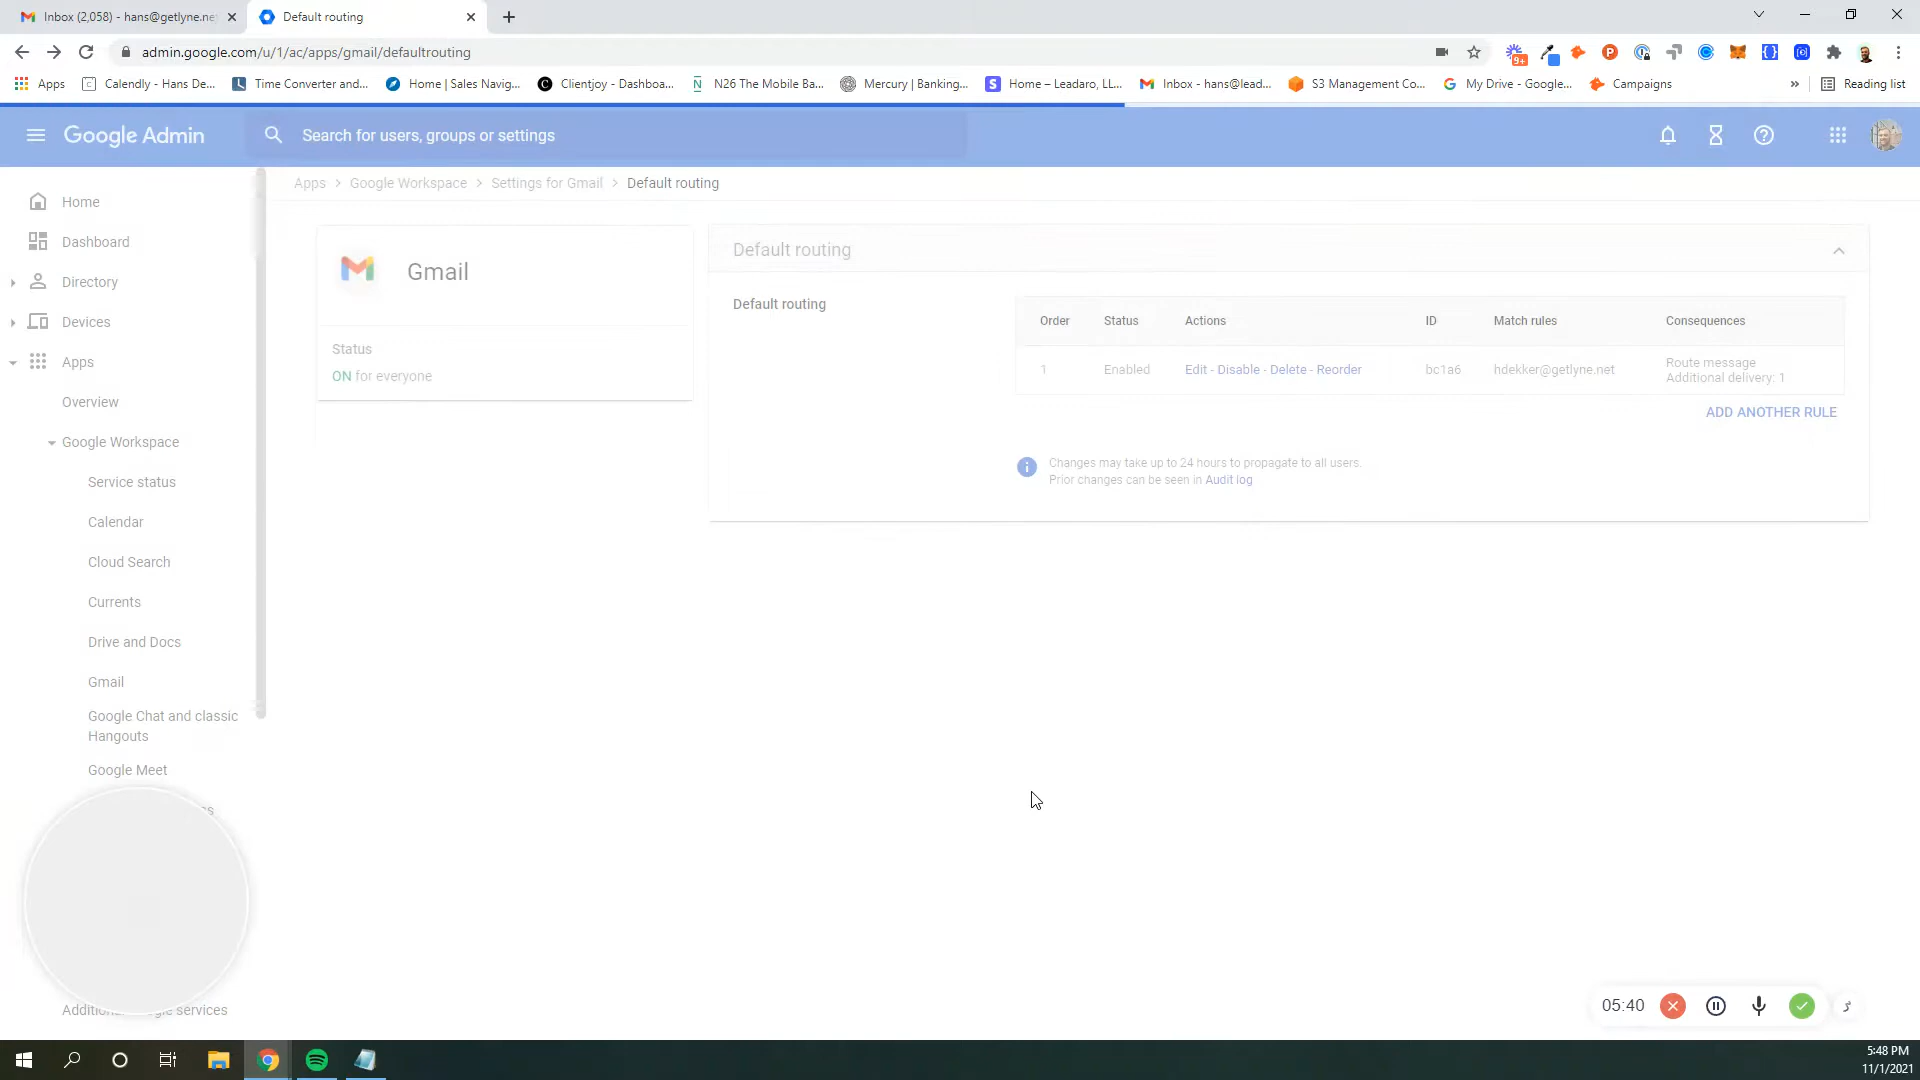 Inbox (2,058) - hans@getlyne.ne
Default routing
admin.google.com/u/1/ac/apps/gmail/defaultrouting
9+
Apps
Calendly - Hans De...
Time Converter and...
Home | Sales Navig...
Clientjoy - Dashboa...
N26 The Mobile Ba...
Mercury | Banking...
Home – Leadaro, LL...
Inbox - hans@lead...
S3 Management Co...
My Drive - Google...
Campaigns
»
Reading list
Google Admin
Search for users, groups or settings
Apps > Google Workspace > Settings for Gmail > Default routing
Home
Dashboard
Directory
Devices
Apps
Overview
Google Workspace
Service status
Calendar
Cloud Search
Currents
Drive and Docs
Gmail
Google Chat and classic
Hangouts
Google Meet
Gmail
Status
ON for everyone
Default routing
Default routing
Order Status Actions ID Match rules Consequences
1 Enabled Edit - Disable - Delete - Reorder bc1a6 hdekker@getlyne.net Route message
Additional delivery: 1
ADD ANOTHER RULE
Changes may take up to 24 hours to propagate to all users.
Prior changes can be seen in Audit log
services
05:40
5:48 PM
11/1/2021